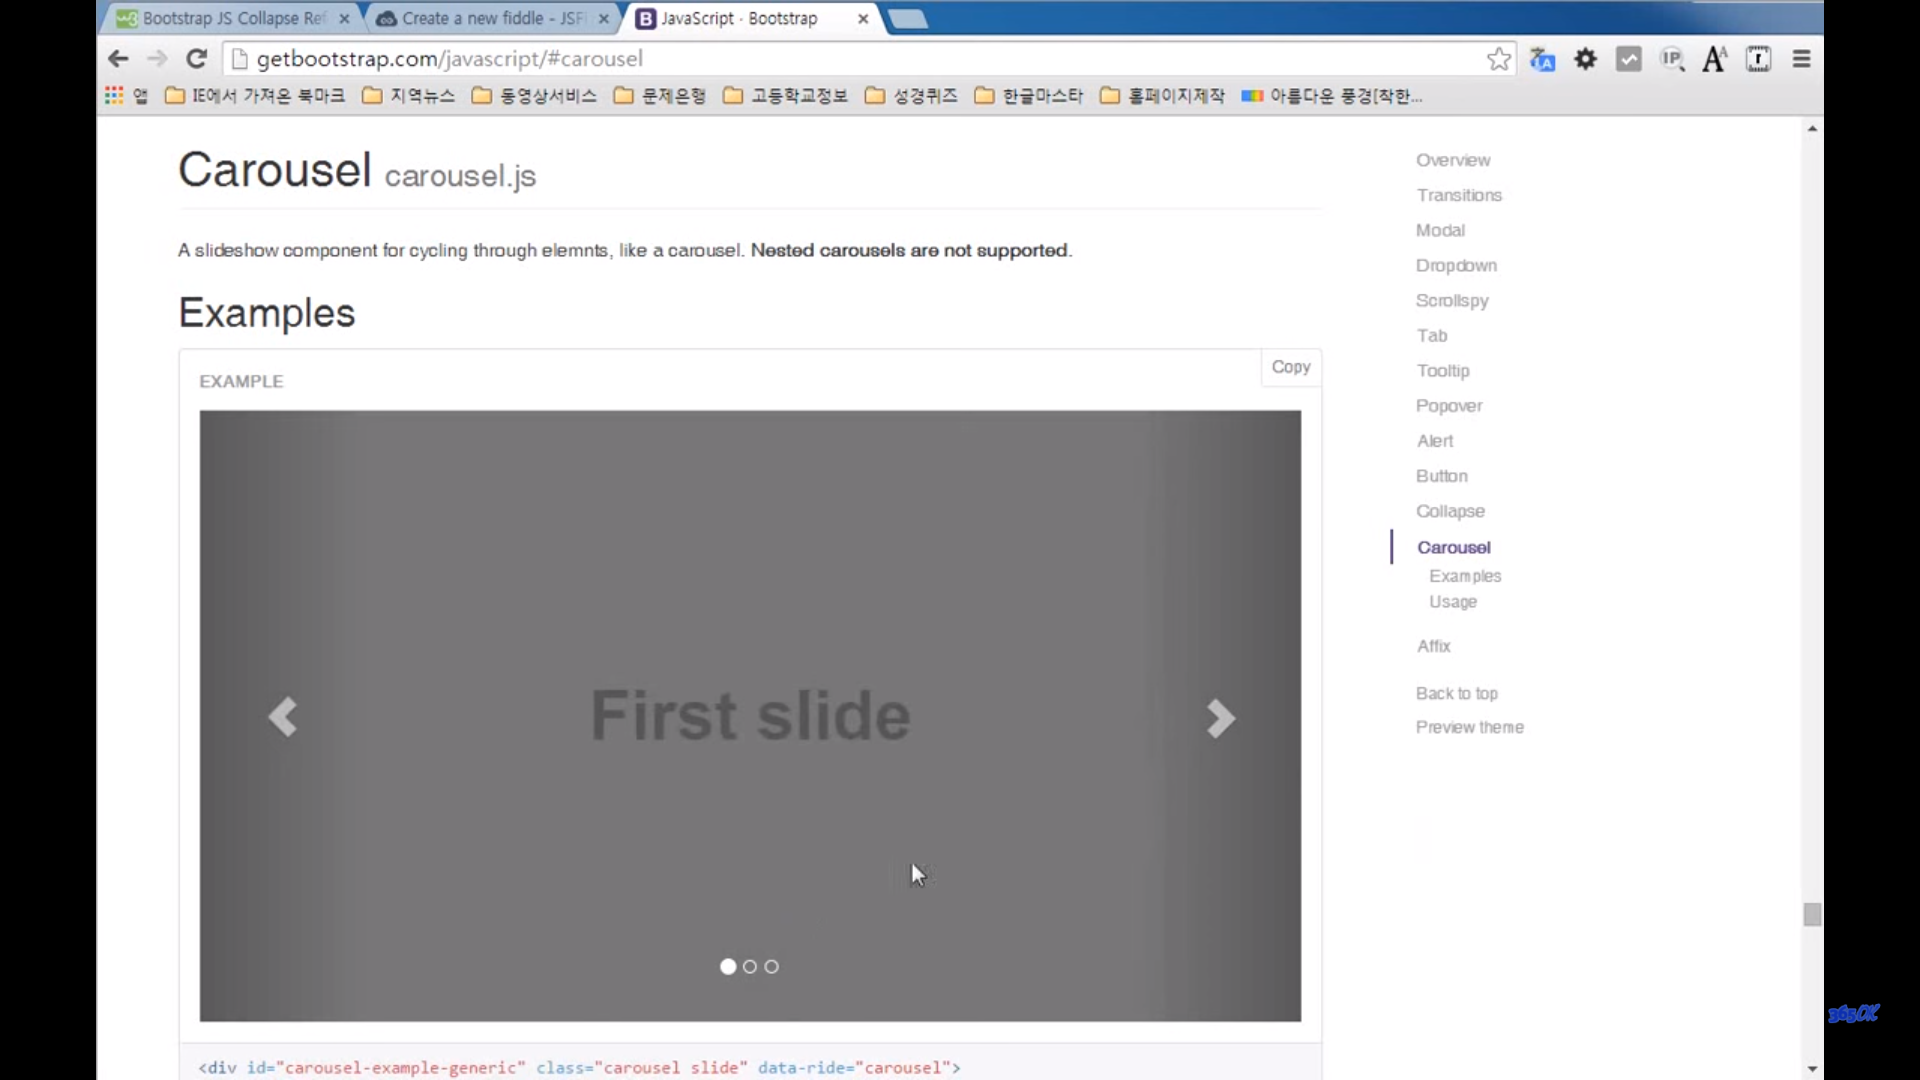 Bootstrap JS Collapse Ref
Create a new fiddle - JSFi
JavaScript · Bootstrap
getbootstrap.com/javascript/#carousel
앱 IE에서 가져온 북마크 지역뉴스 동영상서비스 문제은행 고등학교정보 성경퀴즈 한글마스타 홈페이지제작 아름다운 풍경[착한...
Carousel carousel.js
A slideshow component for cycling through elemnts, like a carousel. Nested carousels are not supported.
Examples
EXAMPLE
Copy
First slide
<div id="carousel-example-generic" class="carousel slide" data-ride="carousel">
Overview
Transitions
Modal
Dropdown
Scrollspy
Tab
Tooltip
Popover
Alert
Button
Collapse
Carousel
Examples
Usage
Affix
Back to top
Preview theme
365OK